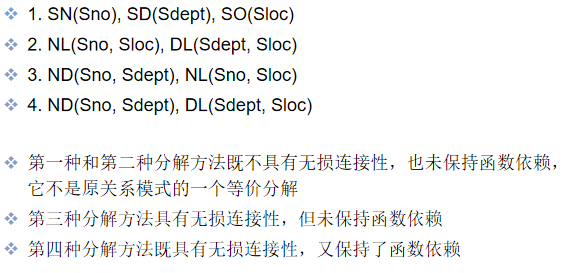 ❖ 1. SN(Sno), SD(Sdept), SO(Sloc)
❖ 2. NL(Sno, Sloc), DL(Sdept, Sloc)
❖ 3. ND(Sno, Sdept), NL(Sno, Sloc)
❖ 4. ND(Sno, Sdept), DL(Sdept, Sloc)
❖ 第一种和第二种分解方法既不具有无损连接性，也未保持函数依赖，
它不是原关系模式的一个等价分解
❖ 第三种分解方法具有无损连接性，但未保持函数依赖
❖ 第四种分解方法既具有无损连接性，又保持了函数依赖